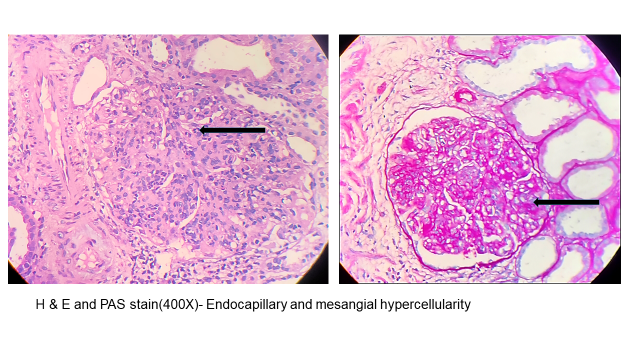 H & E and PAS stain(400X)- Endocapillary and mesangial hypercellularity